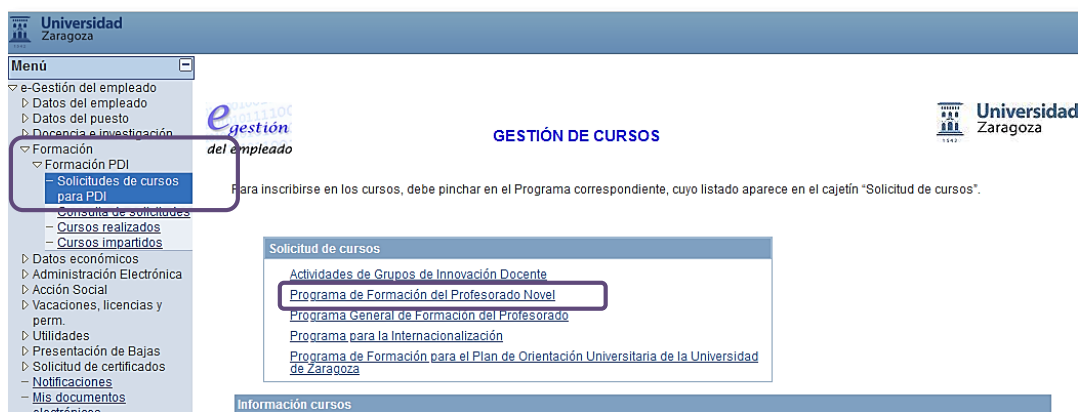 Universidad
Zaragoza
1542
Menú
e-Gestión del empleado
Datos del empleado
Datos del puesto
Docencia e investigación
Formación
Formación PDI
Solicitudes de cursos
para PDI
Consulta de solicitudes
Cursos realizados
Cursos impartidos
Datos económicos
Administración Electrónica
Acción Social
Vacaciones, licencias y
perm.
Utilidades
Presentación de Bajas
Solicitud de certificados
Notificaciones
Mis documentos
electrónicos
e gestión
del empleado
GESTIÓN DE CURSOS
Universidad
Zaragoza
1542
Para inscribirse en los cursos, debe pinchar en el Programa correspondiente, cuyo listado aparece en el cajetín “Solicitud de cursos”.
Solicitud de cursos
Actividades de Grupos de Innovación Docente
Programa de Formación del Profesorado Novel
Programa General de Formación del Profesorado
Programa para la Internacionalización
Programa de Formación para el Plan de Orientación Universitaria de la Universidad
de Zaragoza
Información cursos